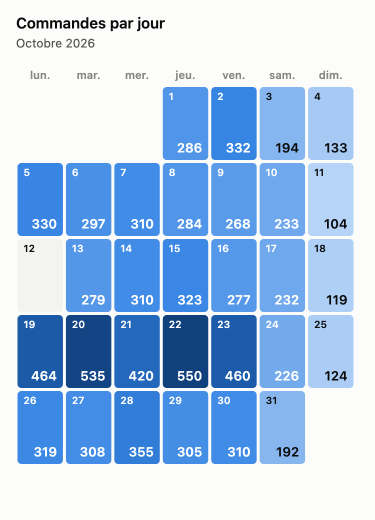 Commandes par jour
Octobre 2026
lun. mar. mer. jeu. ven. sam. dim.
1 2 3 4
286 332 194 133
5 6 7 8 9 10 11
330 297 310 284 268 233 104
12 13 14 15 16 17 18
279 310 323 277 232 119
19 20 21 22 23 24 25
464 535 420 550 460 226 124
26 27 28 29 30 31
319 308 355 305 310 192